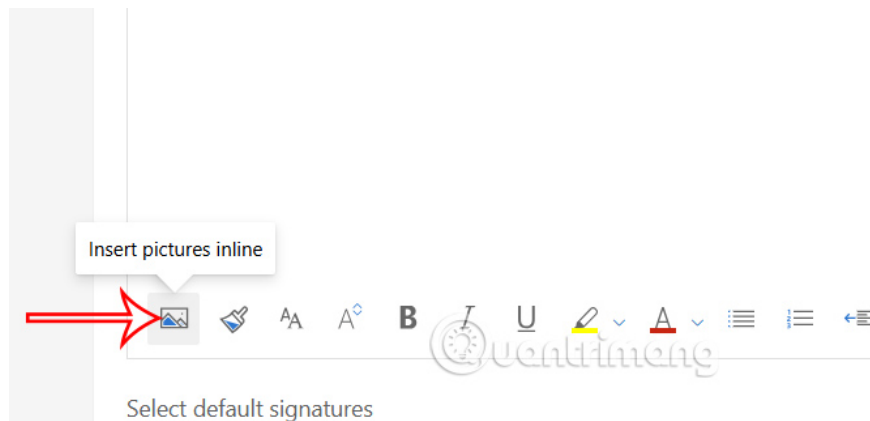 Insert pictures inline
B I U A
Quantrimang
Select default signatures